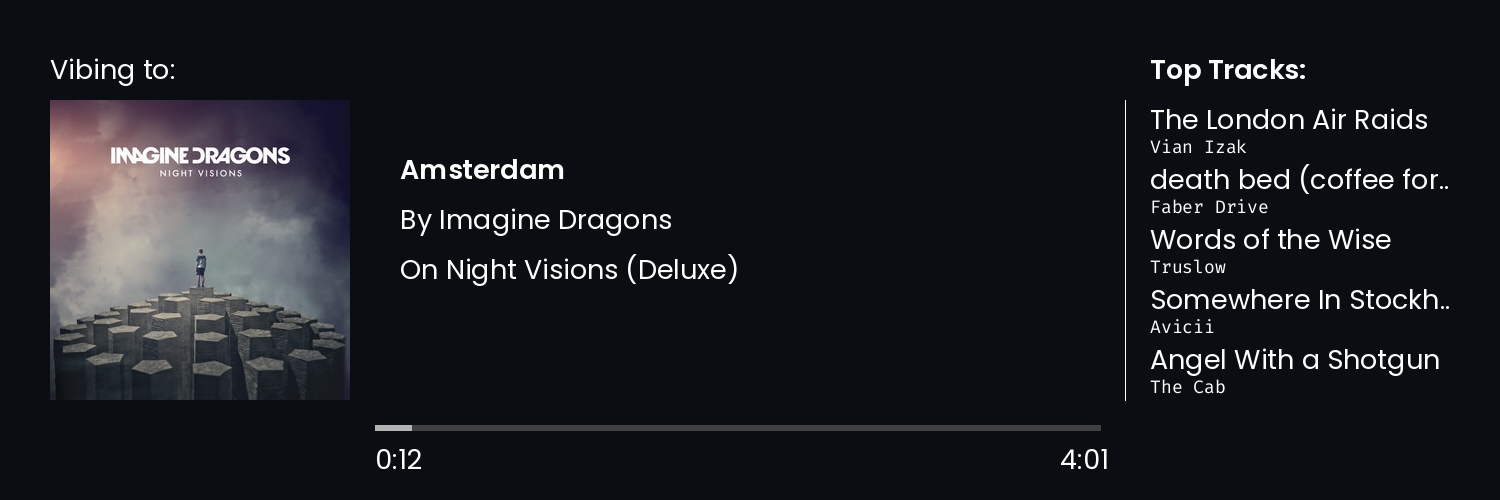 Vibing to:
IMAGINE DRAGONS
NIGHT VISIONS
Amsterdam
By Imagine Dragons
On Night Visions (Deluxe)
0:12
4:01
Top Tracks:
The London Air Raids
Vian Izak
death bed (coffee for..
Faber Drive
Words of the Wise
Truslow
Somewhere In Stockh..
Avicii
Angel With a Shotgun
The Cab